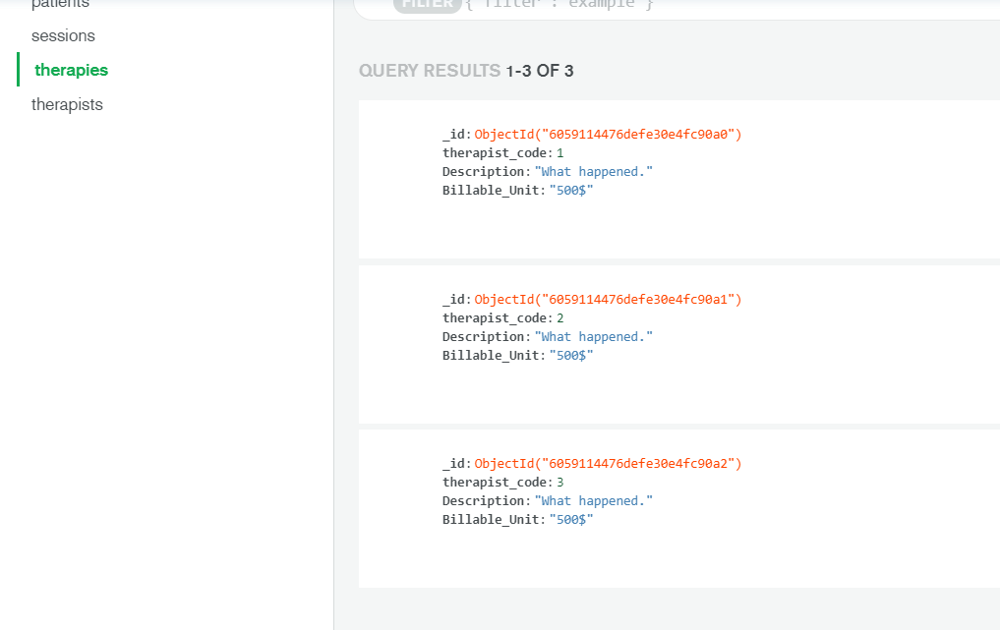 patients
sessions
therapies
therapists
FILTER { filter : example }
QUERY RESULTS 1-3 OF 3
_id: ObjectId("6059114476defe30e4fc90a0")
therapist_code: 1
Description: "What happened."
Billable_Unit: "500$"
_id: ObjectId("6059114476defe30e4fc90a1")
therapist_code: 2
Description: "What happened."
Billable_Unit: "500$"
_id: ObjectId("6059114476defe30e4fc90a2")
therapist_code: 3
Description: "What happened."
Billable_Unit: "500$"